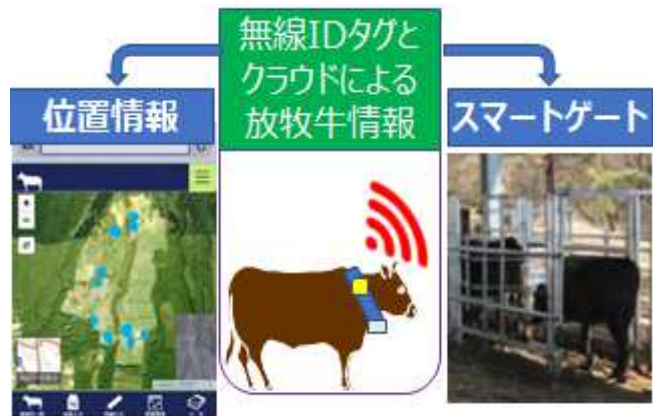 無線IDタグと
クラウドによる
放牧牛情報
位置情報
スマートゲート